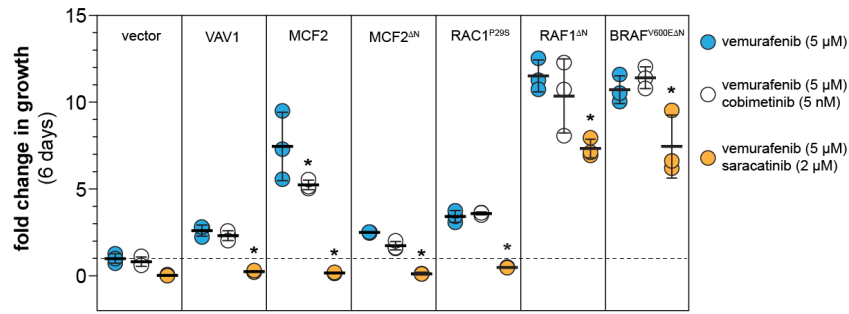 fold change in growth
(6 days)
15
10
5
0
vector
VAV1
MCF2
MCF2ΔN
RAC1P29S
RAF1ΔN
BRAFV600EΔN
*
*
*
*
*
*
*
vemurafenib (5 µM)
vemurafenib (5 µM)
cobimetinib (5 nM)
vemurafenib (5 µM)
saracatinib (2 µM)